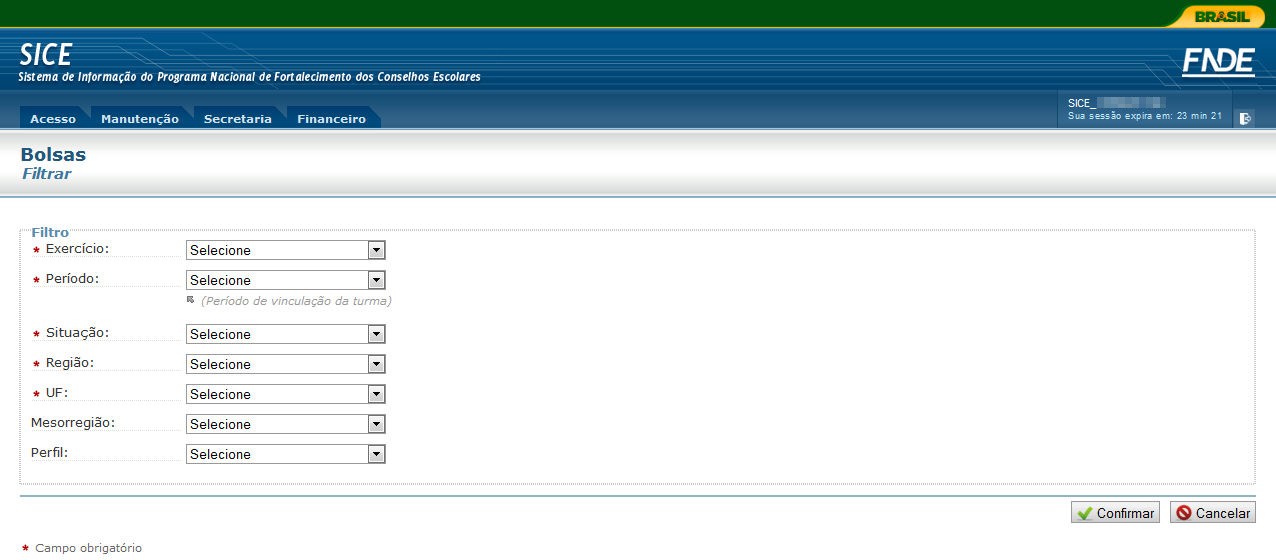 BRASIL
SICE
Sistema de Informação do Programa Nacional de Fortalecimento dos Conselhos Escolares
FNDE
Acesso Manutenção Secretaria Financeiro
SICE_
Sua sessão expira em: 23 min 21
Bolsas
Filtrar
Filtro
* Exercício: Selecione
* Período: Selecione
(Período de vinculação da turma)
* Situação: Selecione
* Região: Selecione
* UF: Selecione
Mesorregião: Selecione
Perfil: Selecione
Confirmar Cancelar
* Campo obrigatório